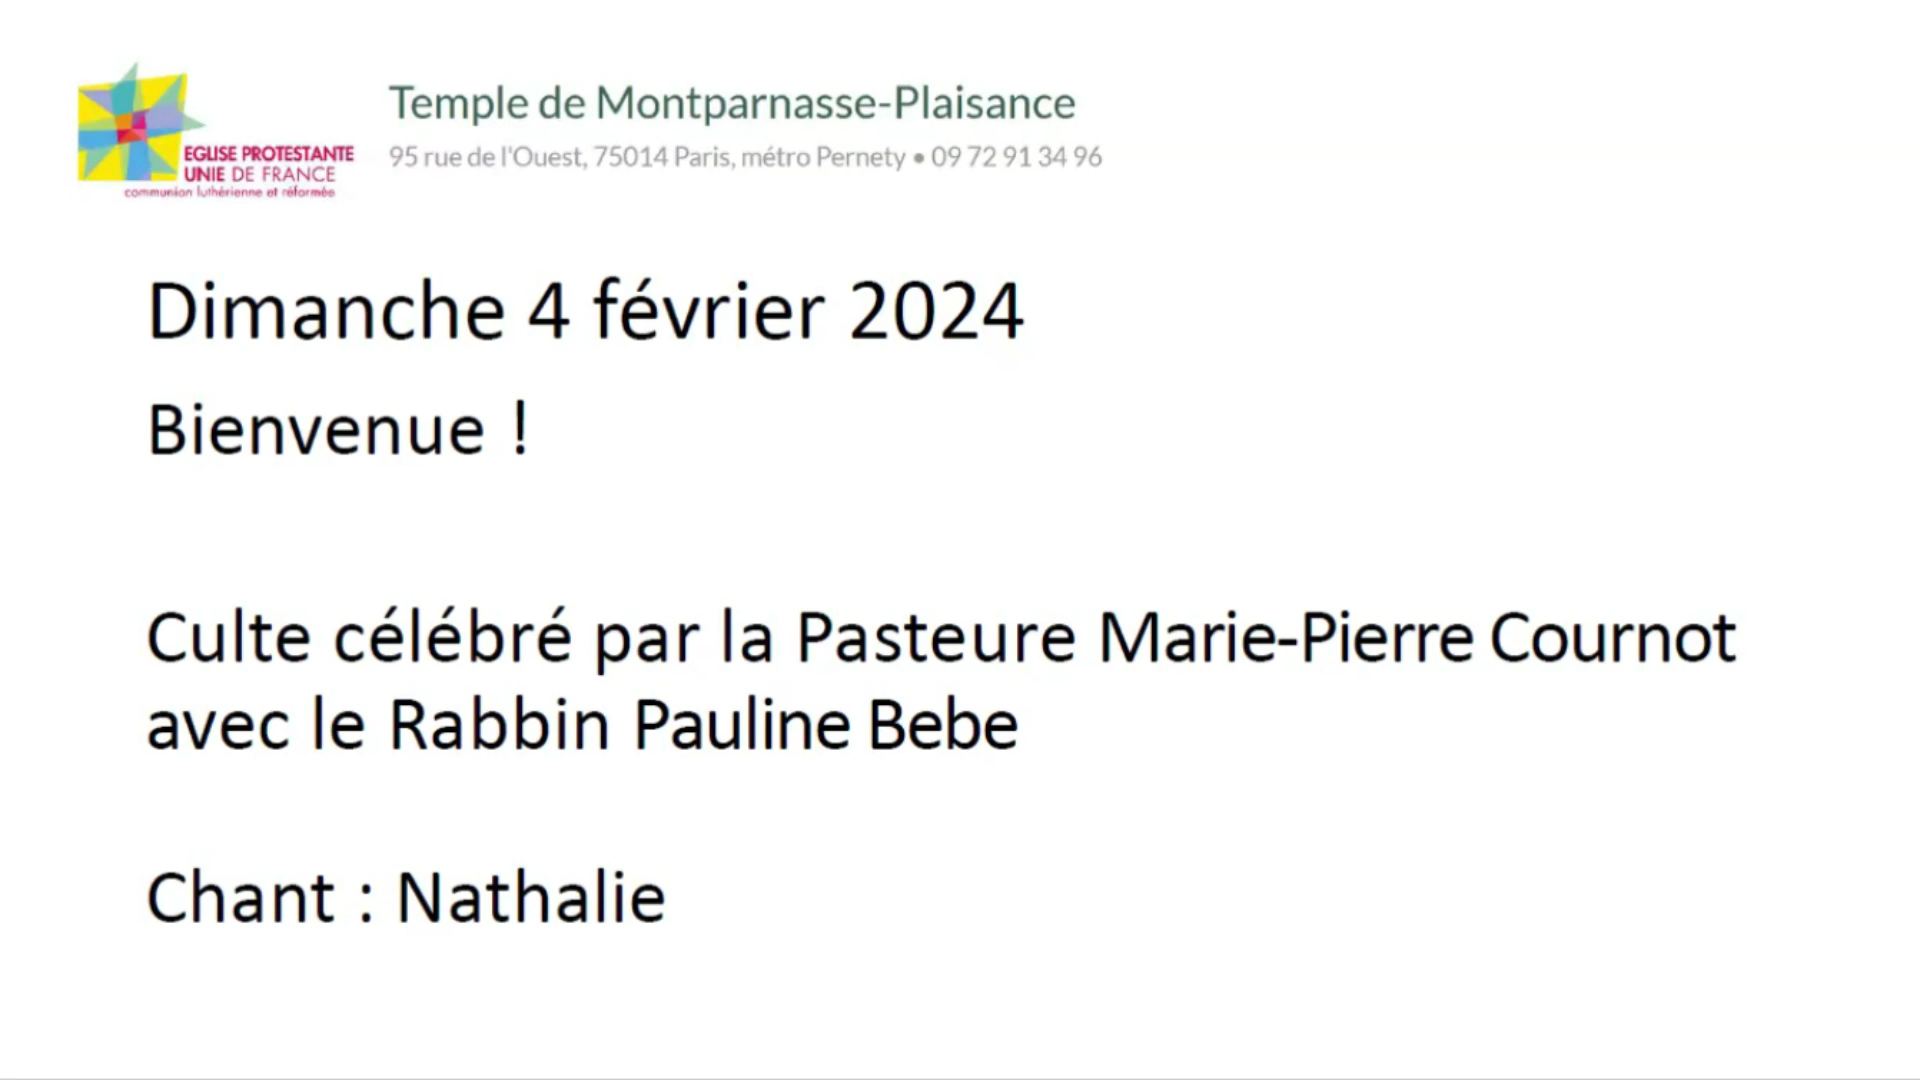 EGLISE PROTESTANTE
UNIE DE FRANCE
communion luthérienne et réformée
Temple de Montparnasse-Plaisance
95 rue de l'Ouest, 75014 Paris, métro Pernety • 09 72 91 34 96
Dimanche 4 février 2024
Bienvenue !
Culte célébré par la Pasteure Marie-Pierre Cournot
avec le Rabbin Pauline Bebe
Chant : Nathalie